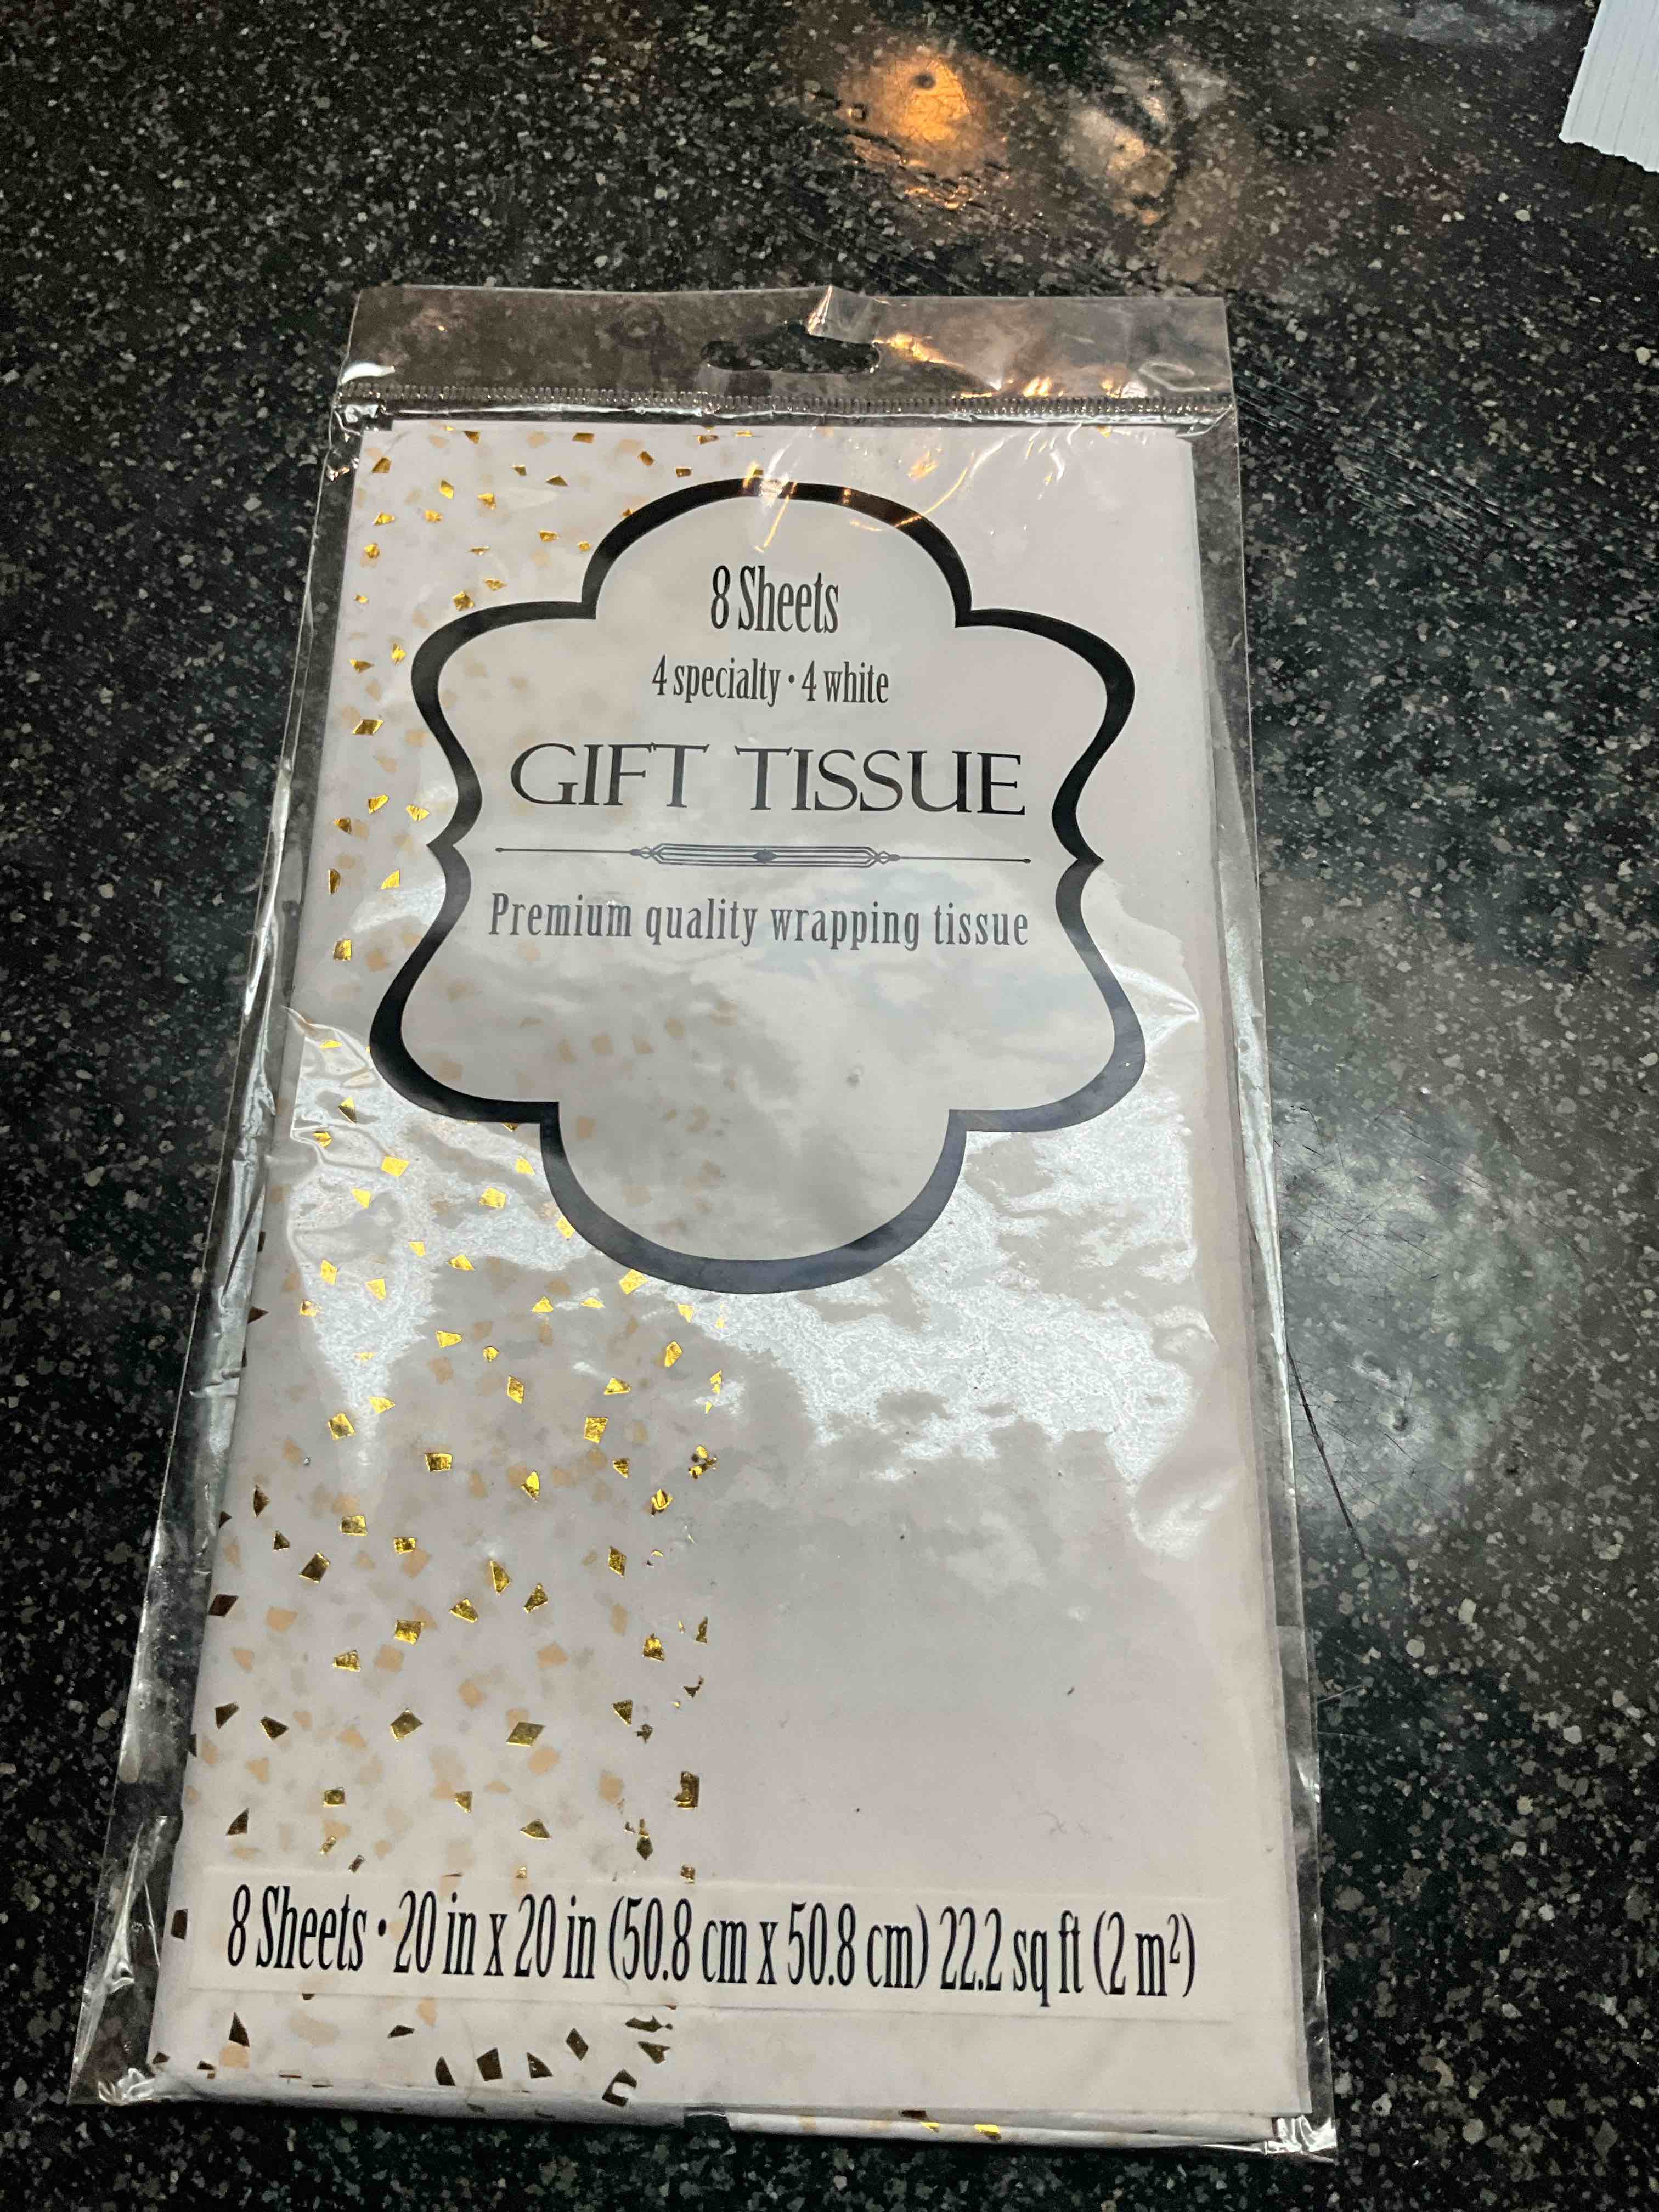 8 Sheets
4 specialty • 4 white
GIFT TISSUE
Premium quality wrapping tissue
8 Sheets • 20 in x 20 in (50.8 cm x 50.8 cm) 22.2 sq ft (2 m²)